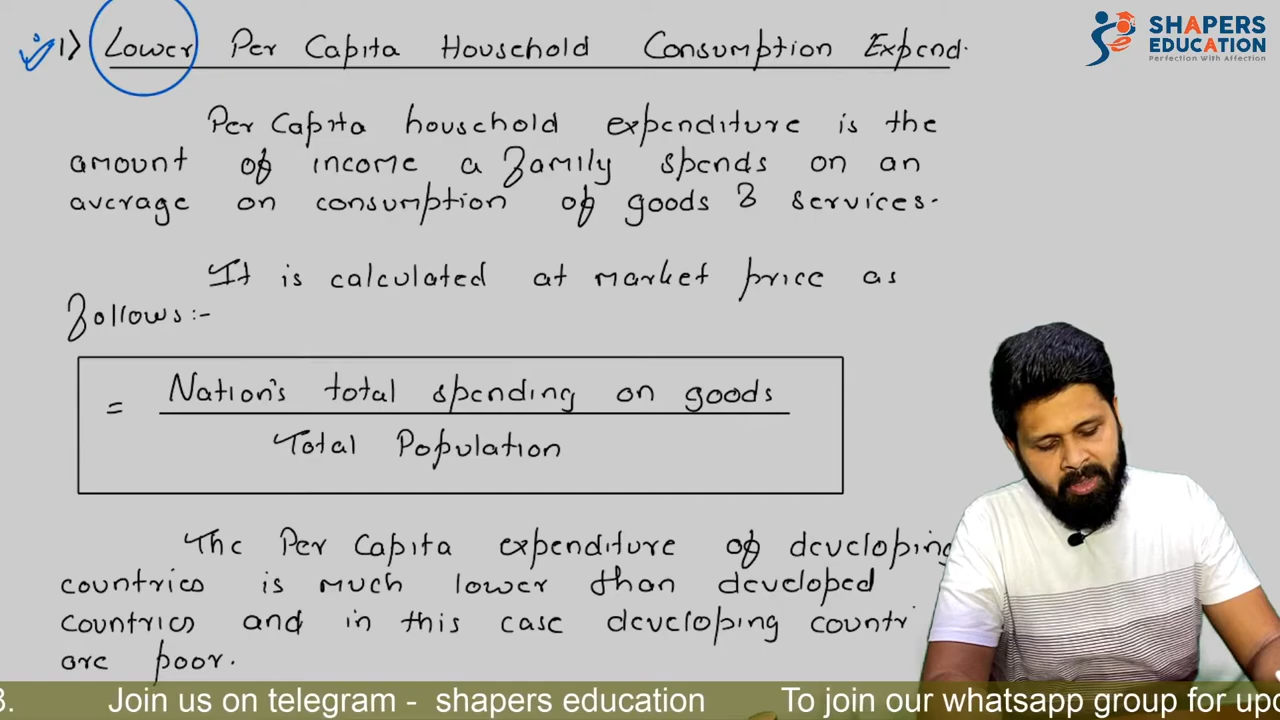 1) Lower Per Capita Household Consumption Expend.
SHAPERS
EDUCATION
Perfection With Affection
Per Capita household expenditure is the
amount of income a family spends on an
average on consumption of goods & services.
It is calculated at market price as
follows :-
= Nation's total spending on goods
Total Population
The Per Capita expenditure of developing
countries is much lower than developed
countries and in this case developing countr
are poor.
3. Join us on telegram - shapers education To join our whatsapp group for upd